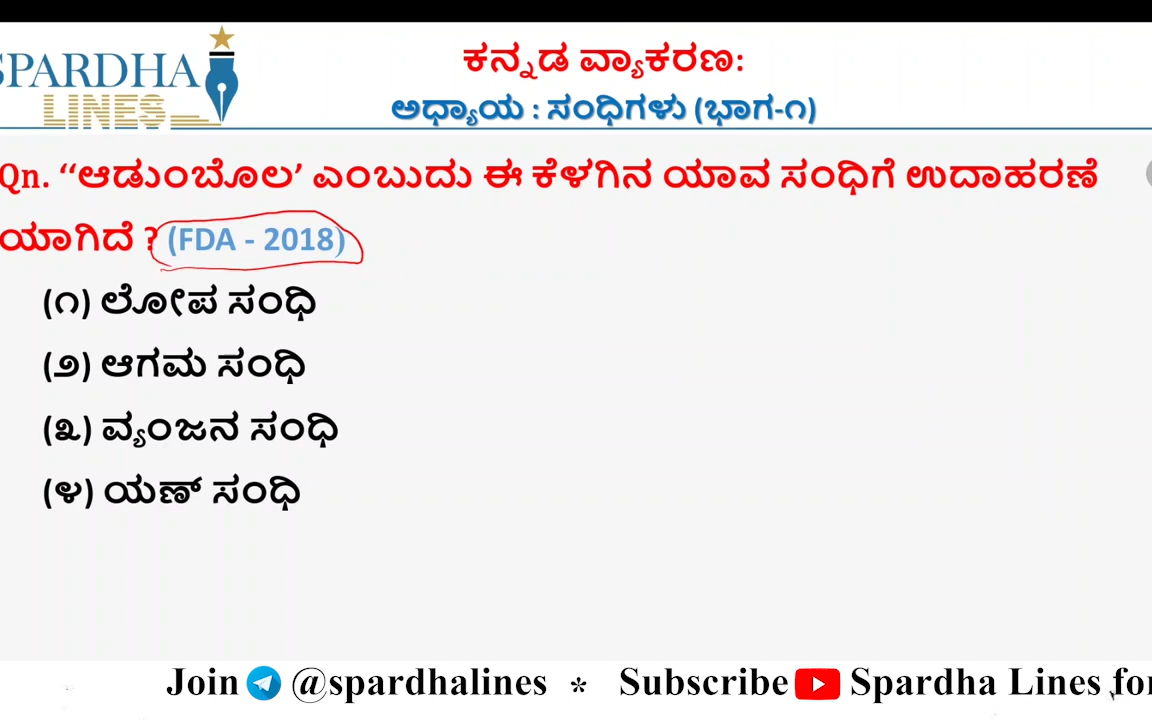 SPARDHA
LINES
ಕನ್ನಡ ವ್ಯಾಕರಣ:
ಅಧ್ಯಾಯ : ಸಂಧಿಗಳು (ಭಾಗ-೧)
Qn. “ಆಡುಂಬೊಲ’ ಎಂಬುದು ಈ ಕೆಳಗಿನ ಯಾವ ಸಂಧಿಗೆ ಉದಾಹರಣೆ
ಯಾಗಿದೆ ? (FDA - 2018)
(೧) ಲೋಪ ಸಂಧಿ
(೨) ಆಗಮ ಸಂಧಿ
(೩) ವ್ಯಂಜನ ಸಂಧಿ
(೪) ಯಣ್ ಸಂಧಿ
Join @spardhalines * Subscribe Spardha Lines for